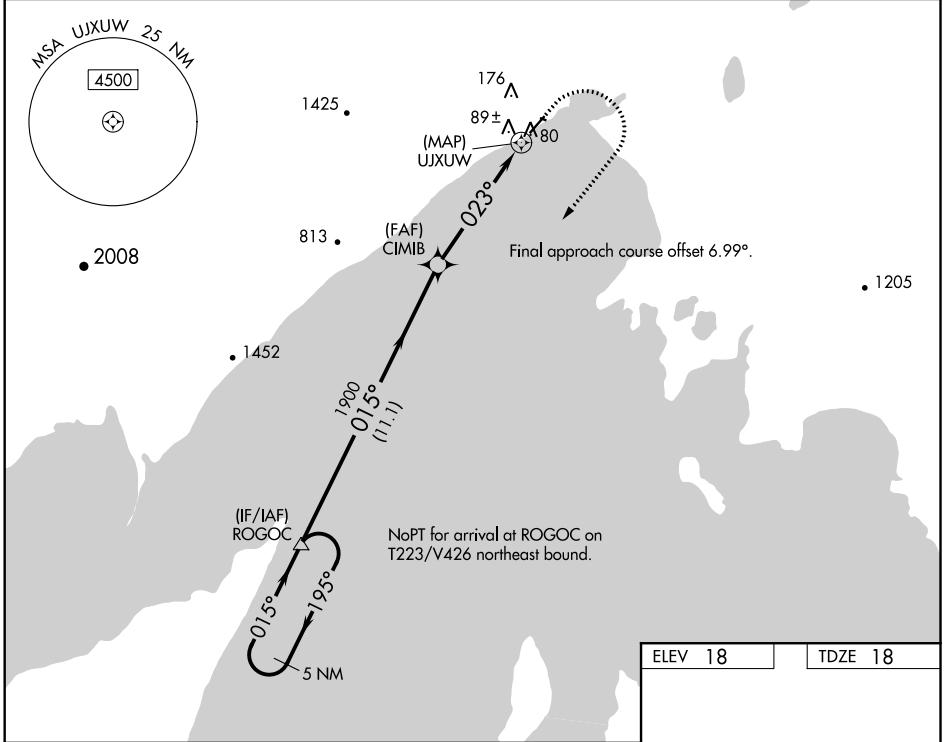 MSA UJXUW 25 NM
4500
1425
176
89±
80
(MAP)
UJXUW
023°
813
(FAF)
CIMIB
2008
Final approach course offset 6.99°.
1205
1452
1900
015°
(11.1)
(IF/IAF)
ROGOC
NoPT for arrival at ROGOC on
T223/V426 northeast bound.
015°
195°
5 NM
ELEV 18
TDZE 18